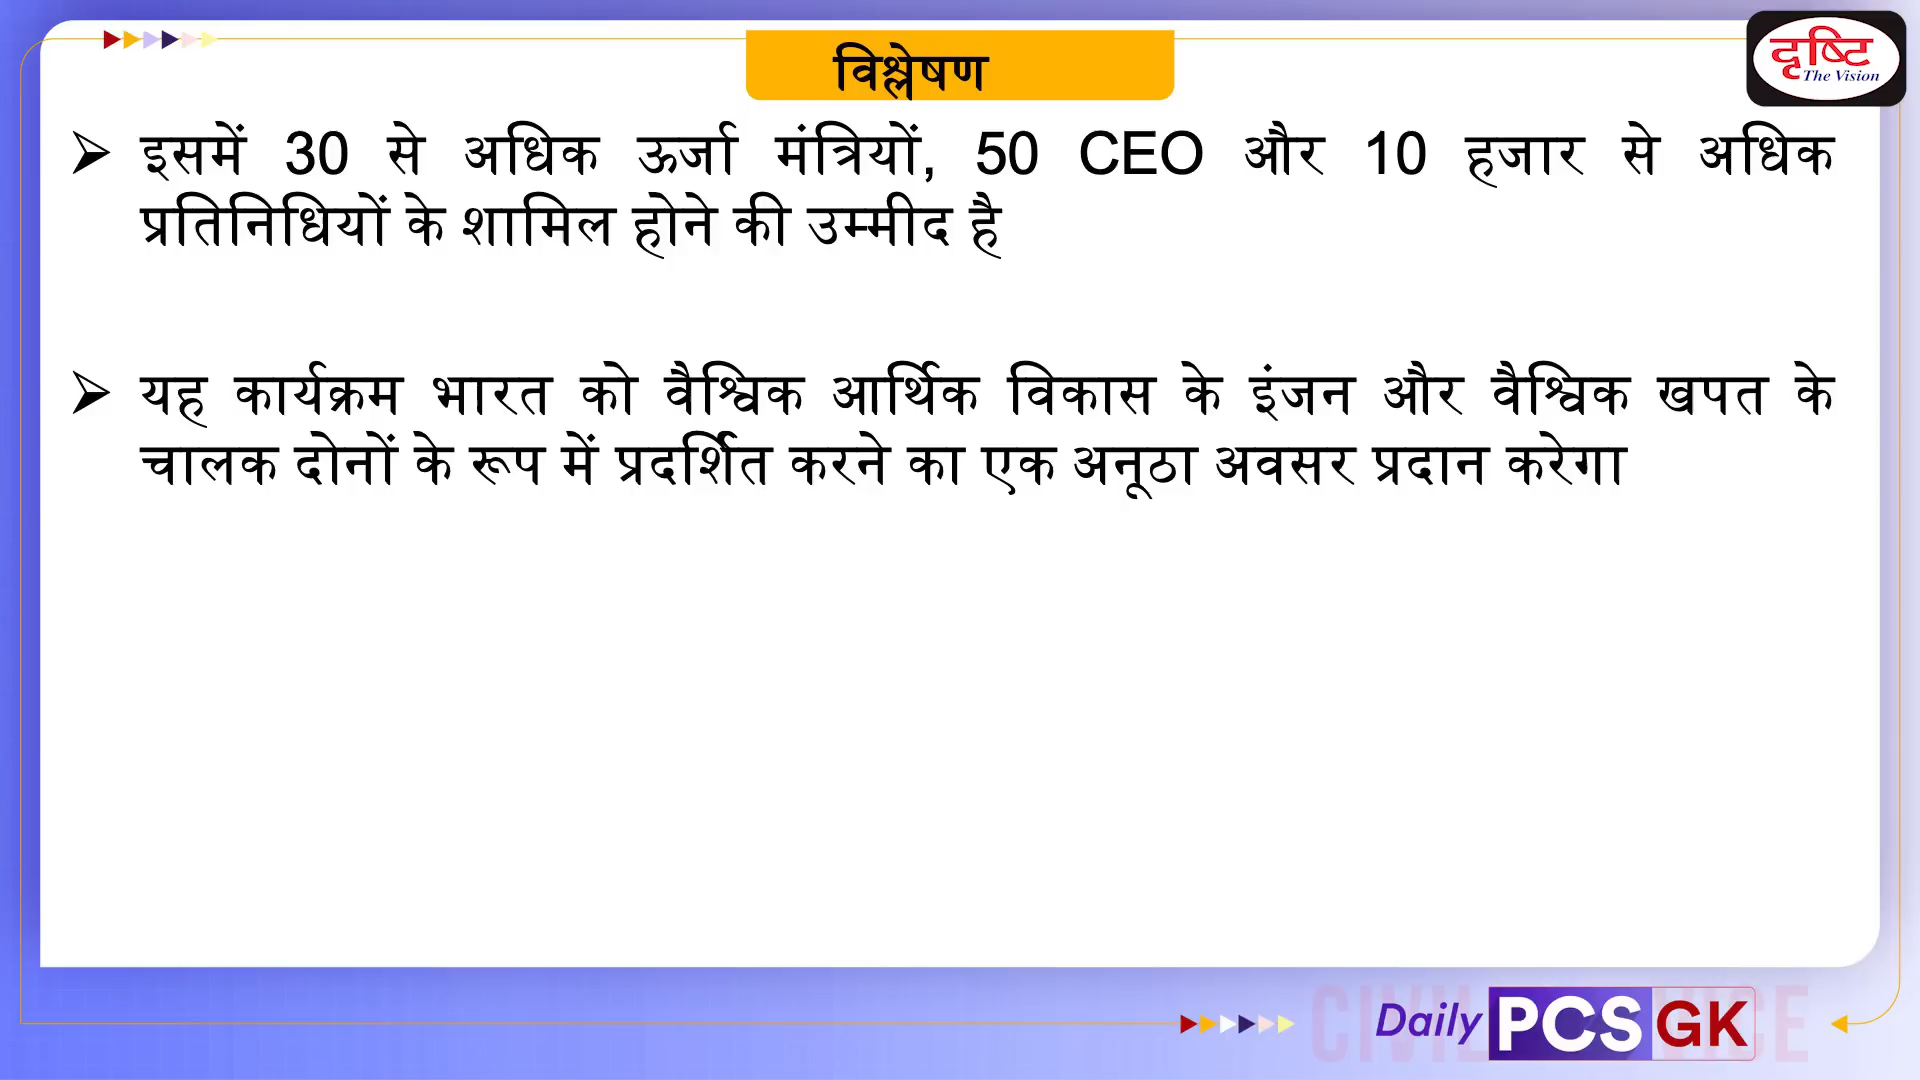 विश्लेषण
दृष्टि
The Vision
➢ इसमें 30 से अधिक ऊर्जा मंत्रियों, 50 CEO और 10 हजार से अधिक
प्रतिनिधियों के शामिल होने की उम्मीद है
➢ यह कार्यक्रम भारत को वैश्विक आर्थिक विकास के इंजन और वैश्विक खपत के
चालक दोनों के रूप में प्रदर्शित करने का एक अनूठा अवसर प्रदान करेगा
Daily PCS GK